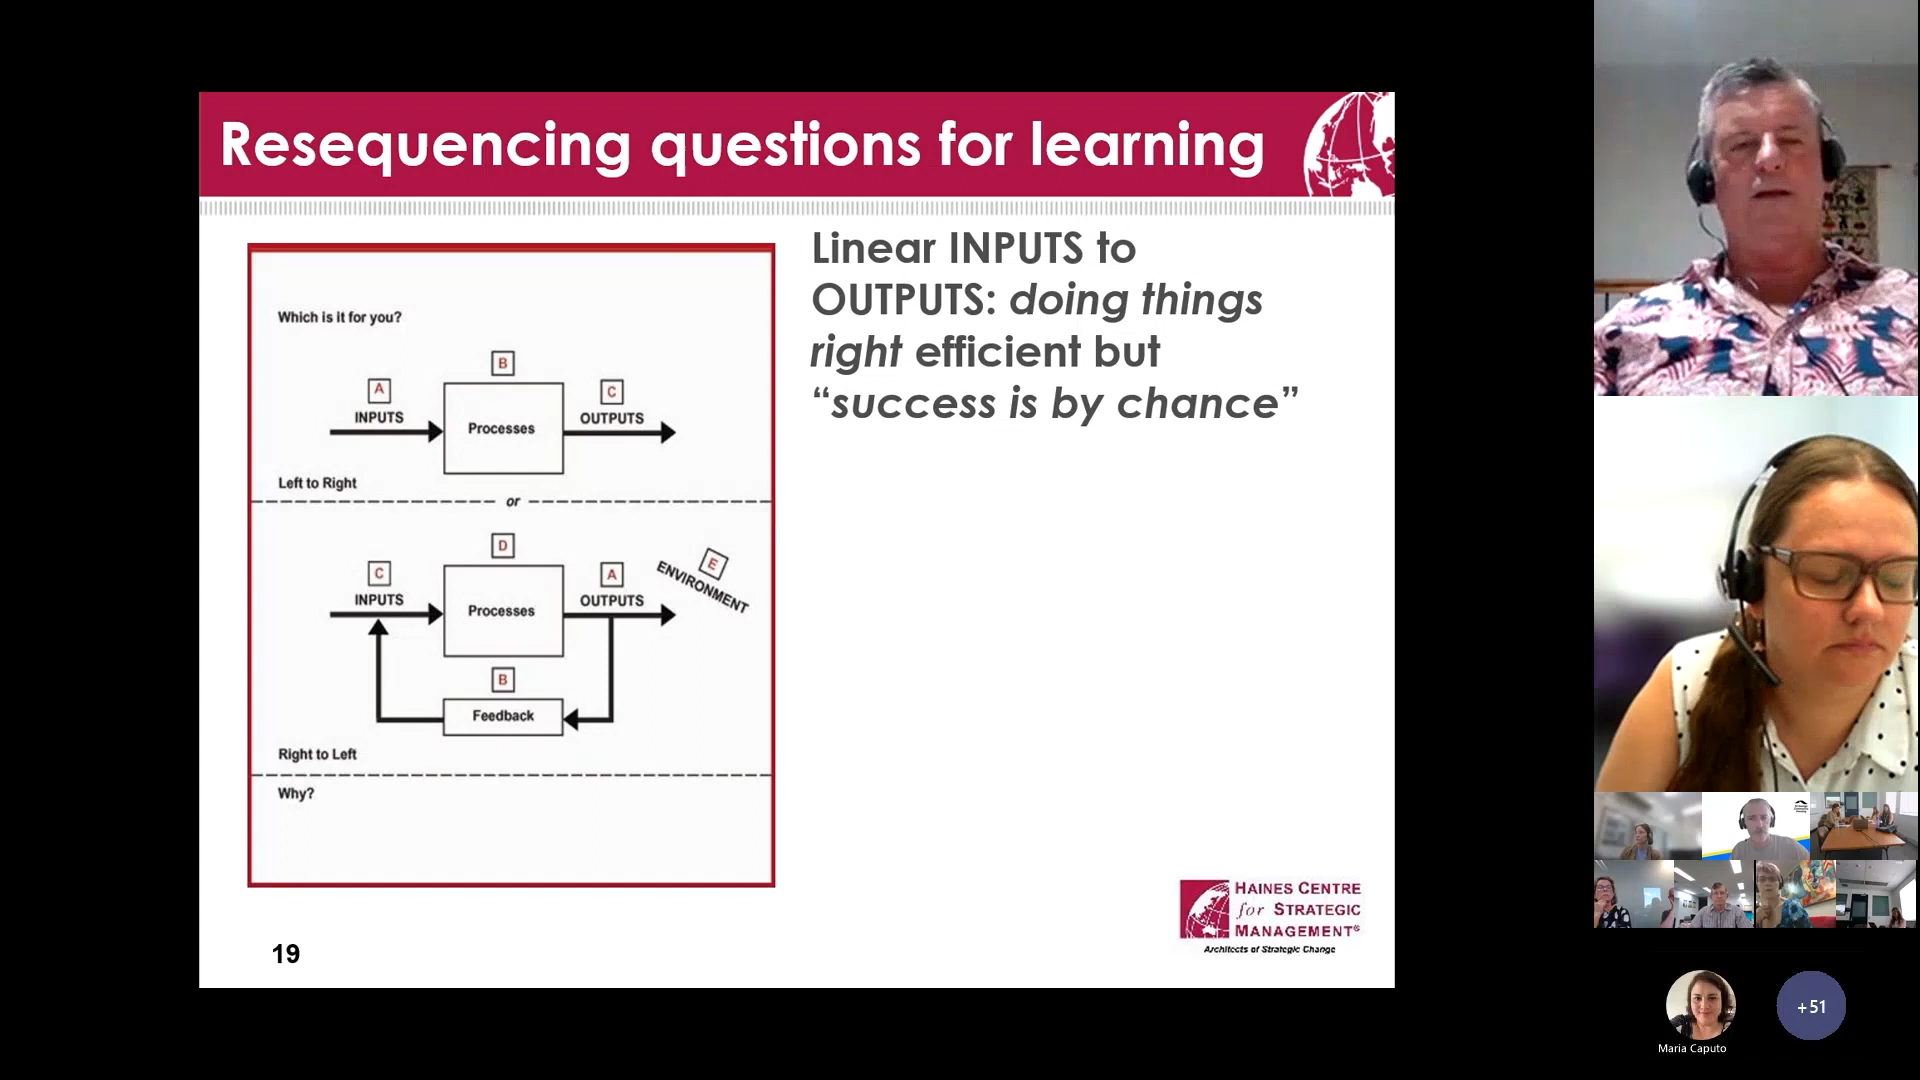 Resequencing questions for learning
Which is it for you?
A
INPUTS
B
Processes
C
OUTPUTS
Left to Right
or
C
INPUTS
D
Processes
A
OUTPUTS
E
ENVIRONMENT
B
Feedback
Right to Left
Why?
Linear INPUTS to
OUTPUTS: doing things
right efficient but
“success is by chance”
19
HAINES CENTRE
for STRATEGIC
MANAGEMENT®
Architects of Strategic Change
Maria Caputo
+51